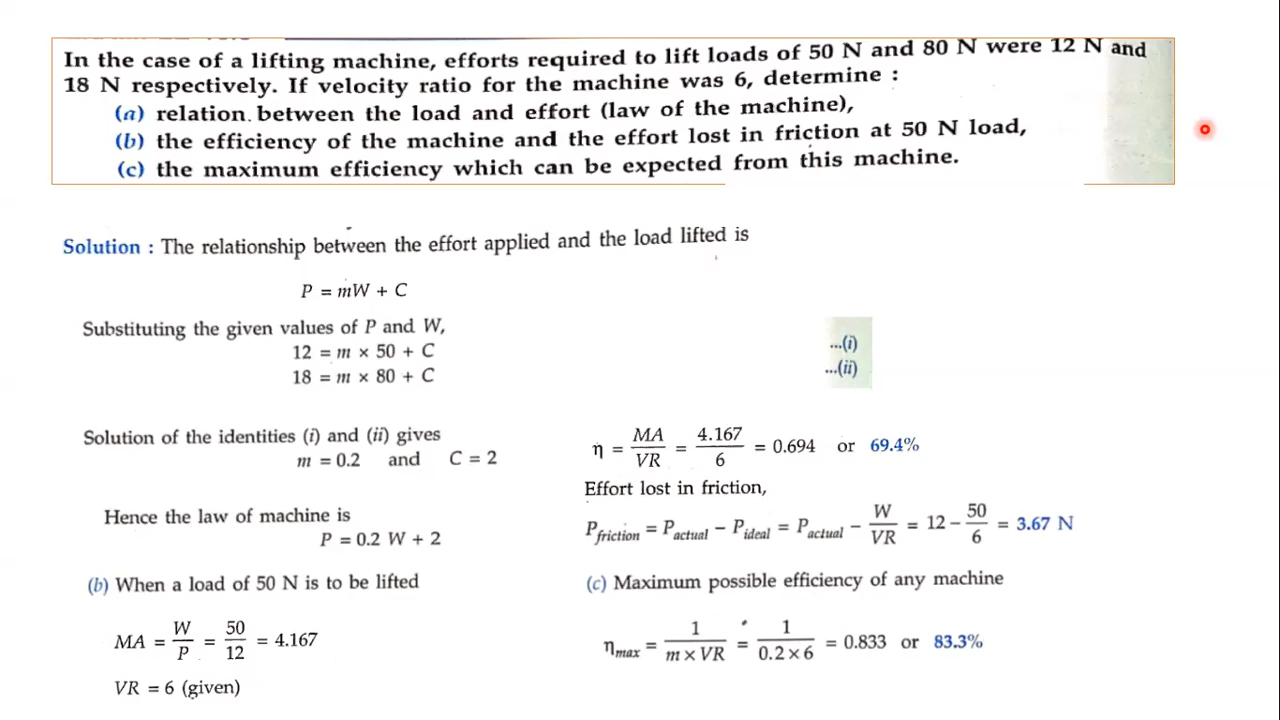 In the case of a lifting machine, efforts required to lift loads of 50 N and 80 N were 12 N and
18 N respectively. If velocity ratio for the machine was 6, determine :
(a) relation between the load and effort (law of the machine),
(b) the efficiency of the machine and the effort lost in friction at 50 N load,
(c) the maximum efficiency which can be expected from this machine.
Solution : The relationship between the effort applied and the load lifted is
P = mW + C
Substituting the given values of P and W,
12 = m × 50 + C ...(i)
18 = m × 80 + C ...(ii)
Solution of the identities (i) and (ii) gives
m = 0.2 and C = 2
Hence the law of machine is
P = 0.2 W + 2
(b) When a load of 50 N is to be lifted
MA = W/P = 50/12 = 4.167
VR = 6 (given)
η = MA/VR = 4.167/6 = 0.694 or 69.4%
Effort lost in friction,
P_friction = P_actual − P_ideal = P_actual − W/VR = 12 − 50/6 = 3.67 N
(c) Maximum possible efficiency of any machine
η_max = 1/(m × VR) = 1/(0.2 × 6) = 0.833 or 83.3%